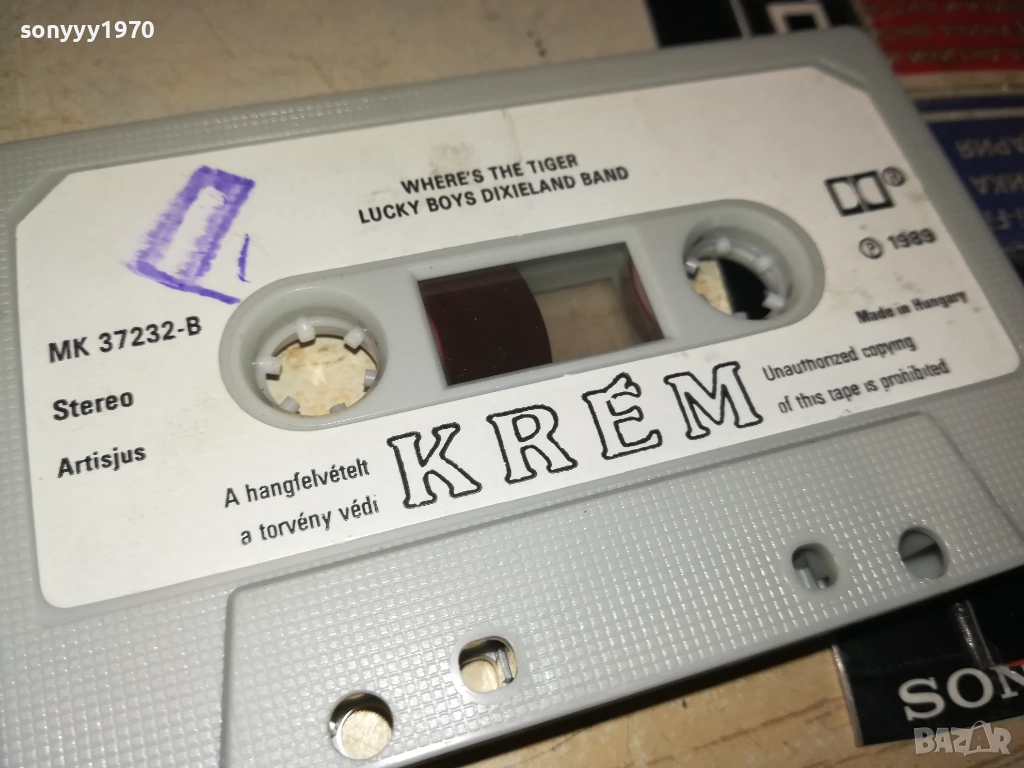 sonyyy1970
WHERE'S THE TIGER
LUCKY BOYS DIXIELAND BAND
MK 37232-B
Stereo
Artisjus
Ⓟ 1989
Made in Hungary
A hangfelvételt
a torvény védi
KRÉM
Unauthorized copying
of this tape is prohibited
SON
BAZAR